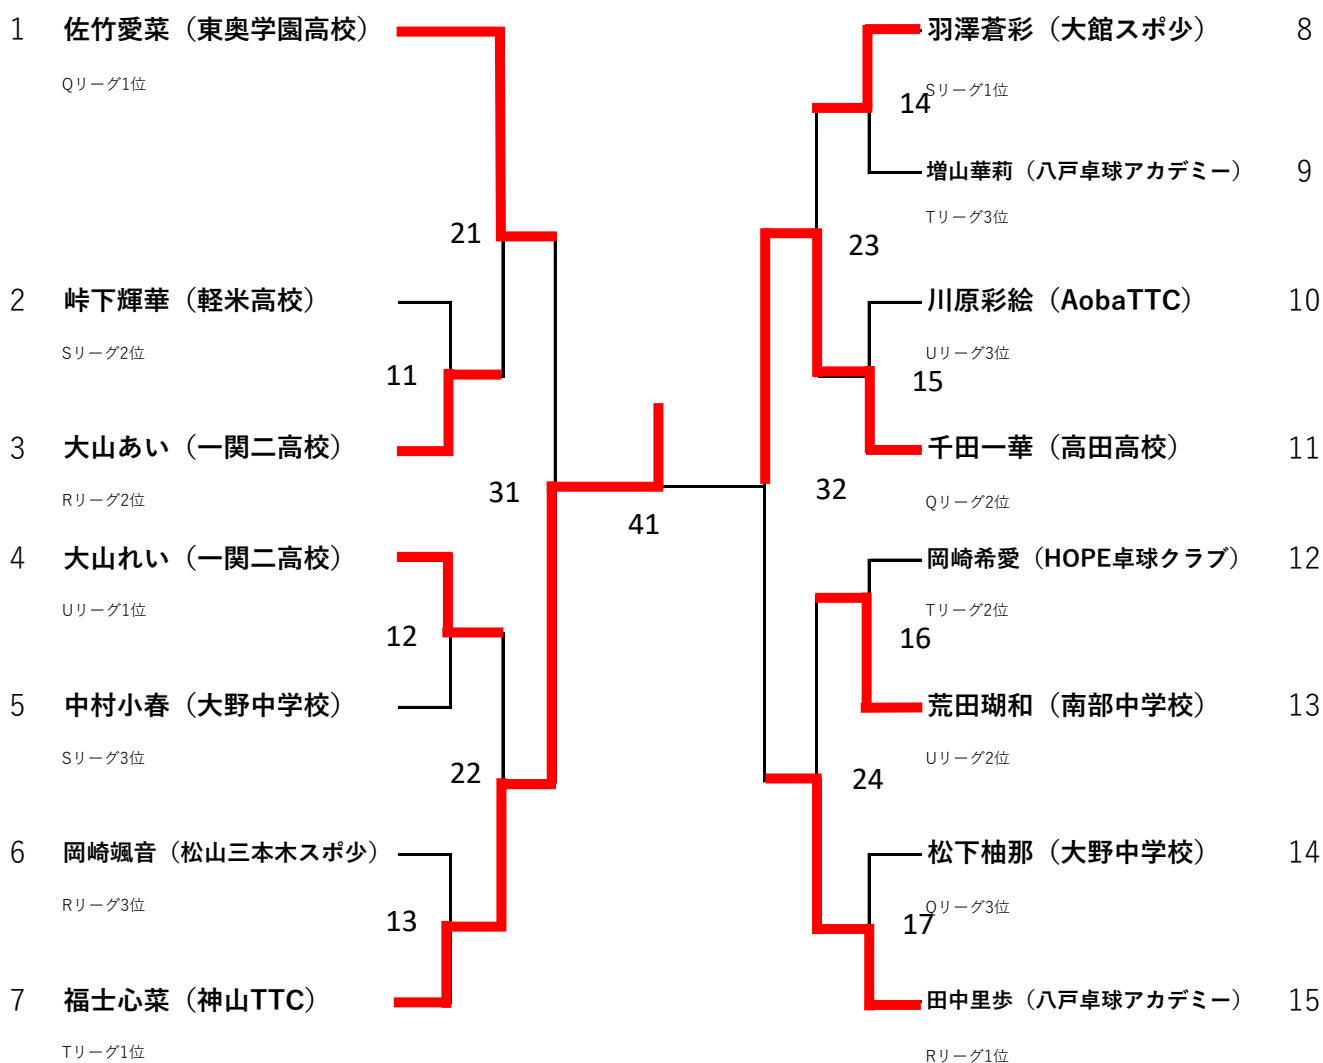 1 佐竹愛菜（東奥学園高校）
Qリーグ1位
21
2 峠下輝華（軽米高校）
Sリーグ2位
11
3 大山あい（一関二高校）
Rリーグ2位
31
4 大山れい（一関二高校）
Uリーグ1位
12
5 中村小春（大野中学校）
Sリーグ3位
22
6 岡崎颯音（松山三本木スポ少）
Rリーグ3位
13
7 福士心菜（神山TTC）
Tリーグ1位
41
羽澤蒼彩（大館スポ少） 8
Sリーグ1位
14
増山華莉（八戸卓球アカデミー） 9
Tリーグ3位
23
川原彩絵（AobaTTC） 10
Uリーグ3位
15
千田一華（高田高校） 11
Qリーグ2位
32
岡崎希愛（HOPE卓球クラブ） 12
Tリーグ2位
16
荒田瑚和（南部中学校） 13
Uリーグ2位
24
松下柚那（大野中学校） 14
Qリーグ3位
17
田中里歩（八戸卓球アカデミー） 15
Rリーグ1位